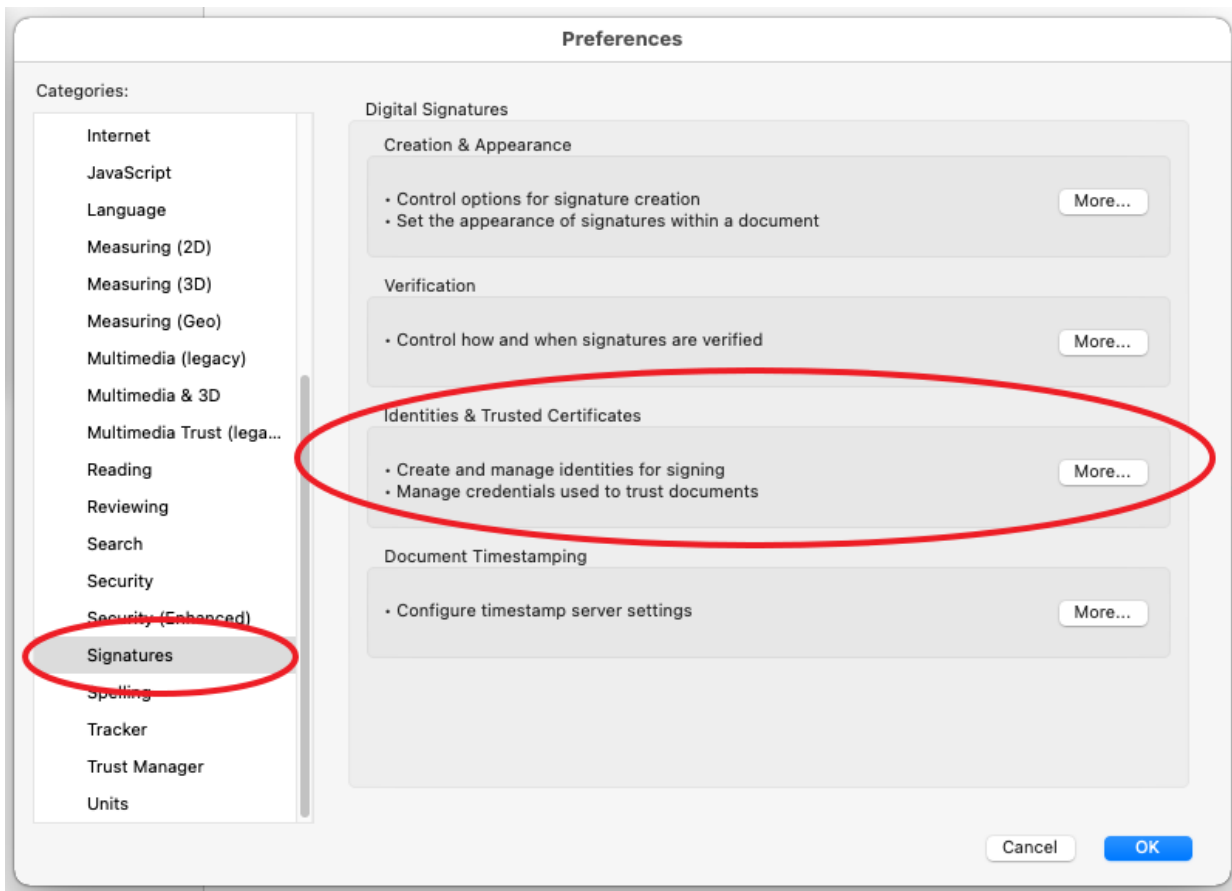 Preferences
Categories:
Internet
JavaScript
Language
Measuring (2D)
Measuring (3D)
Measuring (Geo)
Multimedia (legacy)
Multimedia & 3D
Multimedia Trust (lega...
Reading
Reviewing
Search
Security
Security (Enhanced)
Signatures
Spelling
Tracker
Trust Manager
Units
Digital Signatures
Creation & Appearance
• Control options for signature creation
• Set the appearance of signatures within a document
More...
Verification
• Control how and when signatures are verified
More...
Identities & Trusted Certificates
• Create and manage identities for signing
• Manage credentials used to trust documents
More...
Document Timestamping
• Configure timestamp server settings
More...
Cancel
OK